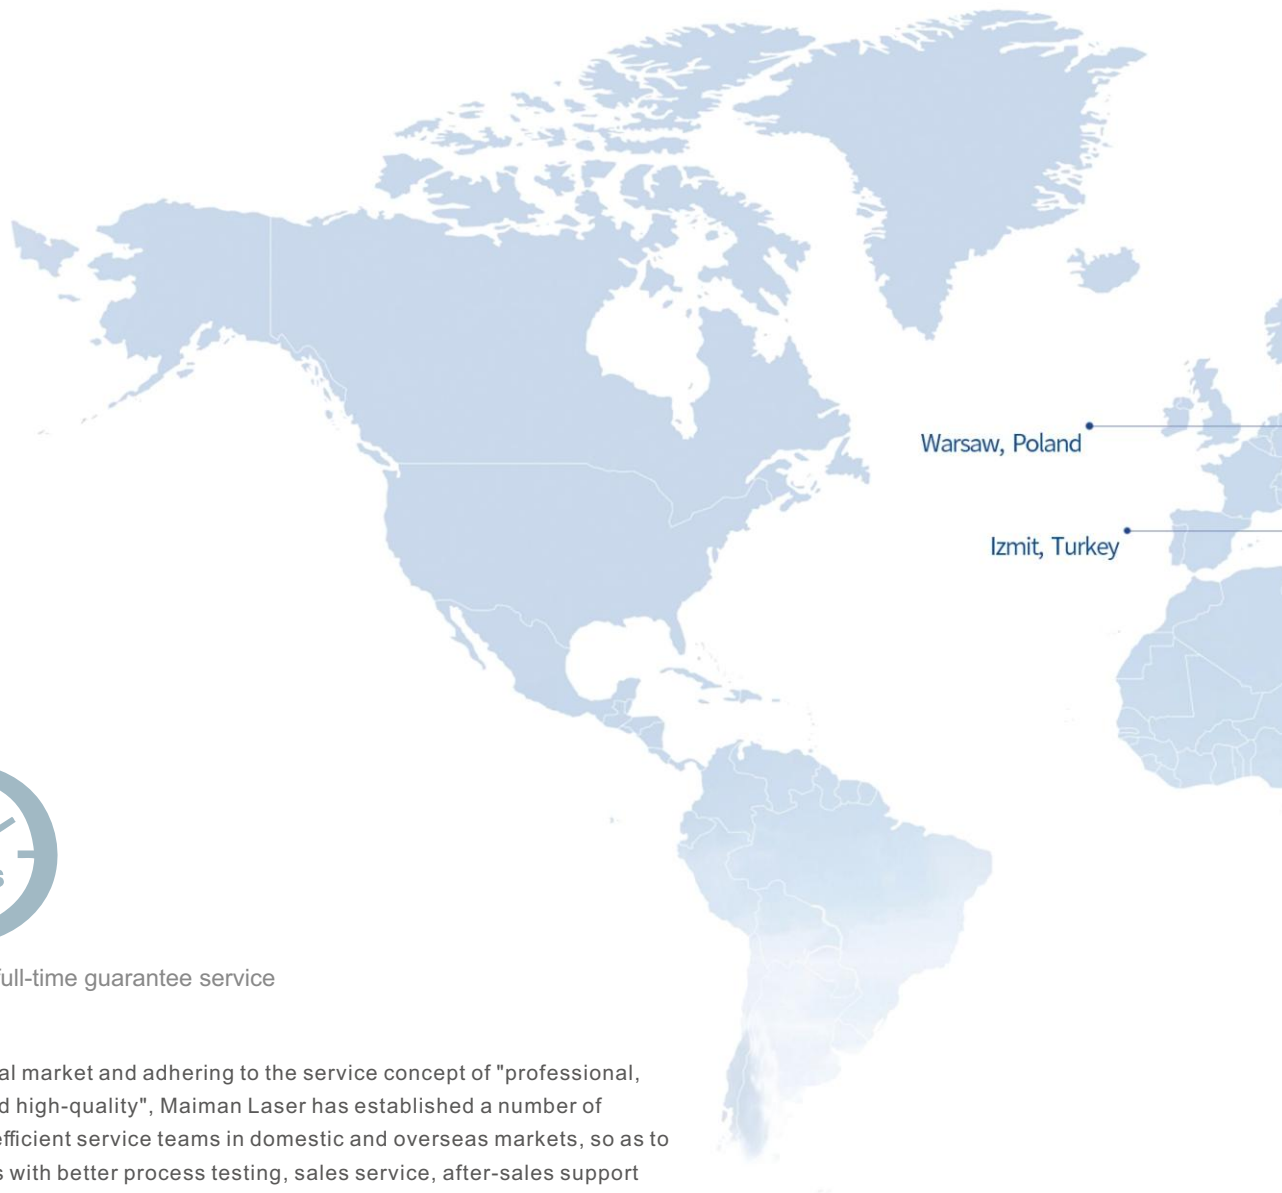 Warsaw, Poland
Izmit, Turkey
s
full-time guarantee service
al market and adhering to the service concept of "professional,
d high-quality", Maiman Laser has established a number of
efficient service teams in domestic and overseas markets, so as to
s with better process testing, sales service, after-sales support